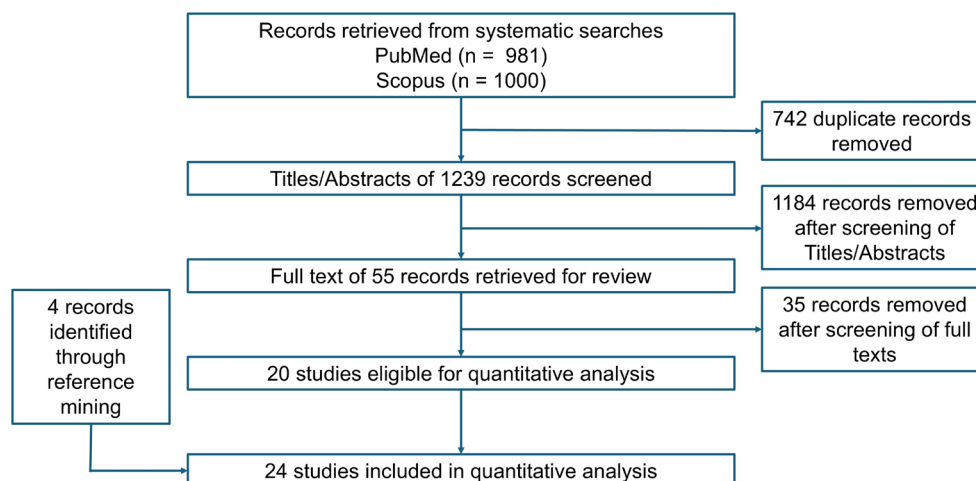 Records retrieved from systematic searches
PubMed (n = 981)
Scopus (n = 1000)
742 duplicate records
removed
Titles/Abstracts of 1239 records screened
1184 records removed
after screening of
Titles/Abstracts
Full text of 55 records retrieved for review
4 records
identified
through
reference
mining
35 records removed
after screening of full
texts
20 studies eligible for quantitative analysis
24 studies included in quantitative analysis